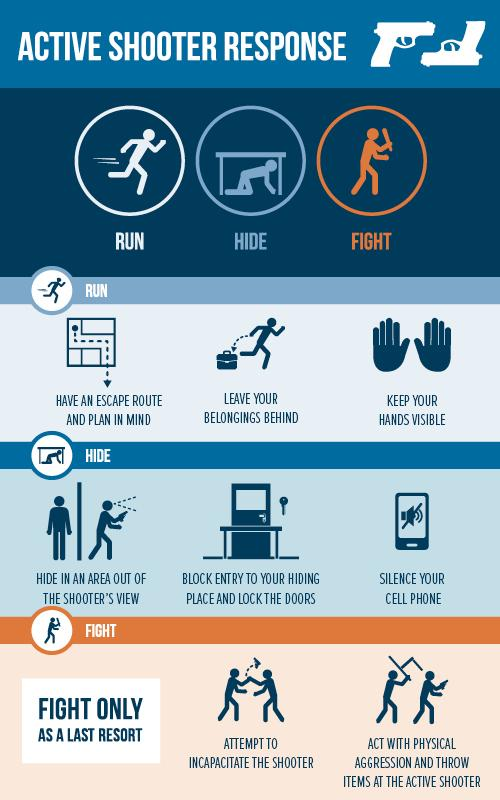 ACTIVE SHOOTER RESPONSE
RUN
HIDE
FIGHT
RUN
HAVE AN ESCAPE ROUTE
AND PLAN IN MIND
LEAVE YOUR
BELONGINGS BEHIND
KEEP YOUR
HANDS VISIBLE
HIDE
HIDE IN AN AREA OUT OF
THE SHOOTER'S VIEW
BLOCK ENTRY TO YOUR HIDING
PLACE AND LOCK THE DOORS
SILENCE YOUR
CELL PHONE
FIGHT
FIGHT ONLY
AS A LAST RESORT
ATTEMPT TO
INCAPACITATE THE SHOOTER
ACT WITH PHYSICAL
AGGRESSION AND THROW
ITEMS AT THE ACTIVE SHOOTER